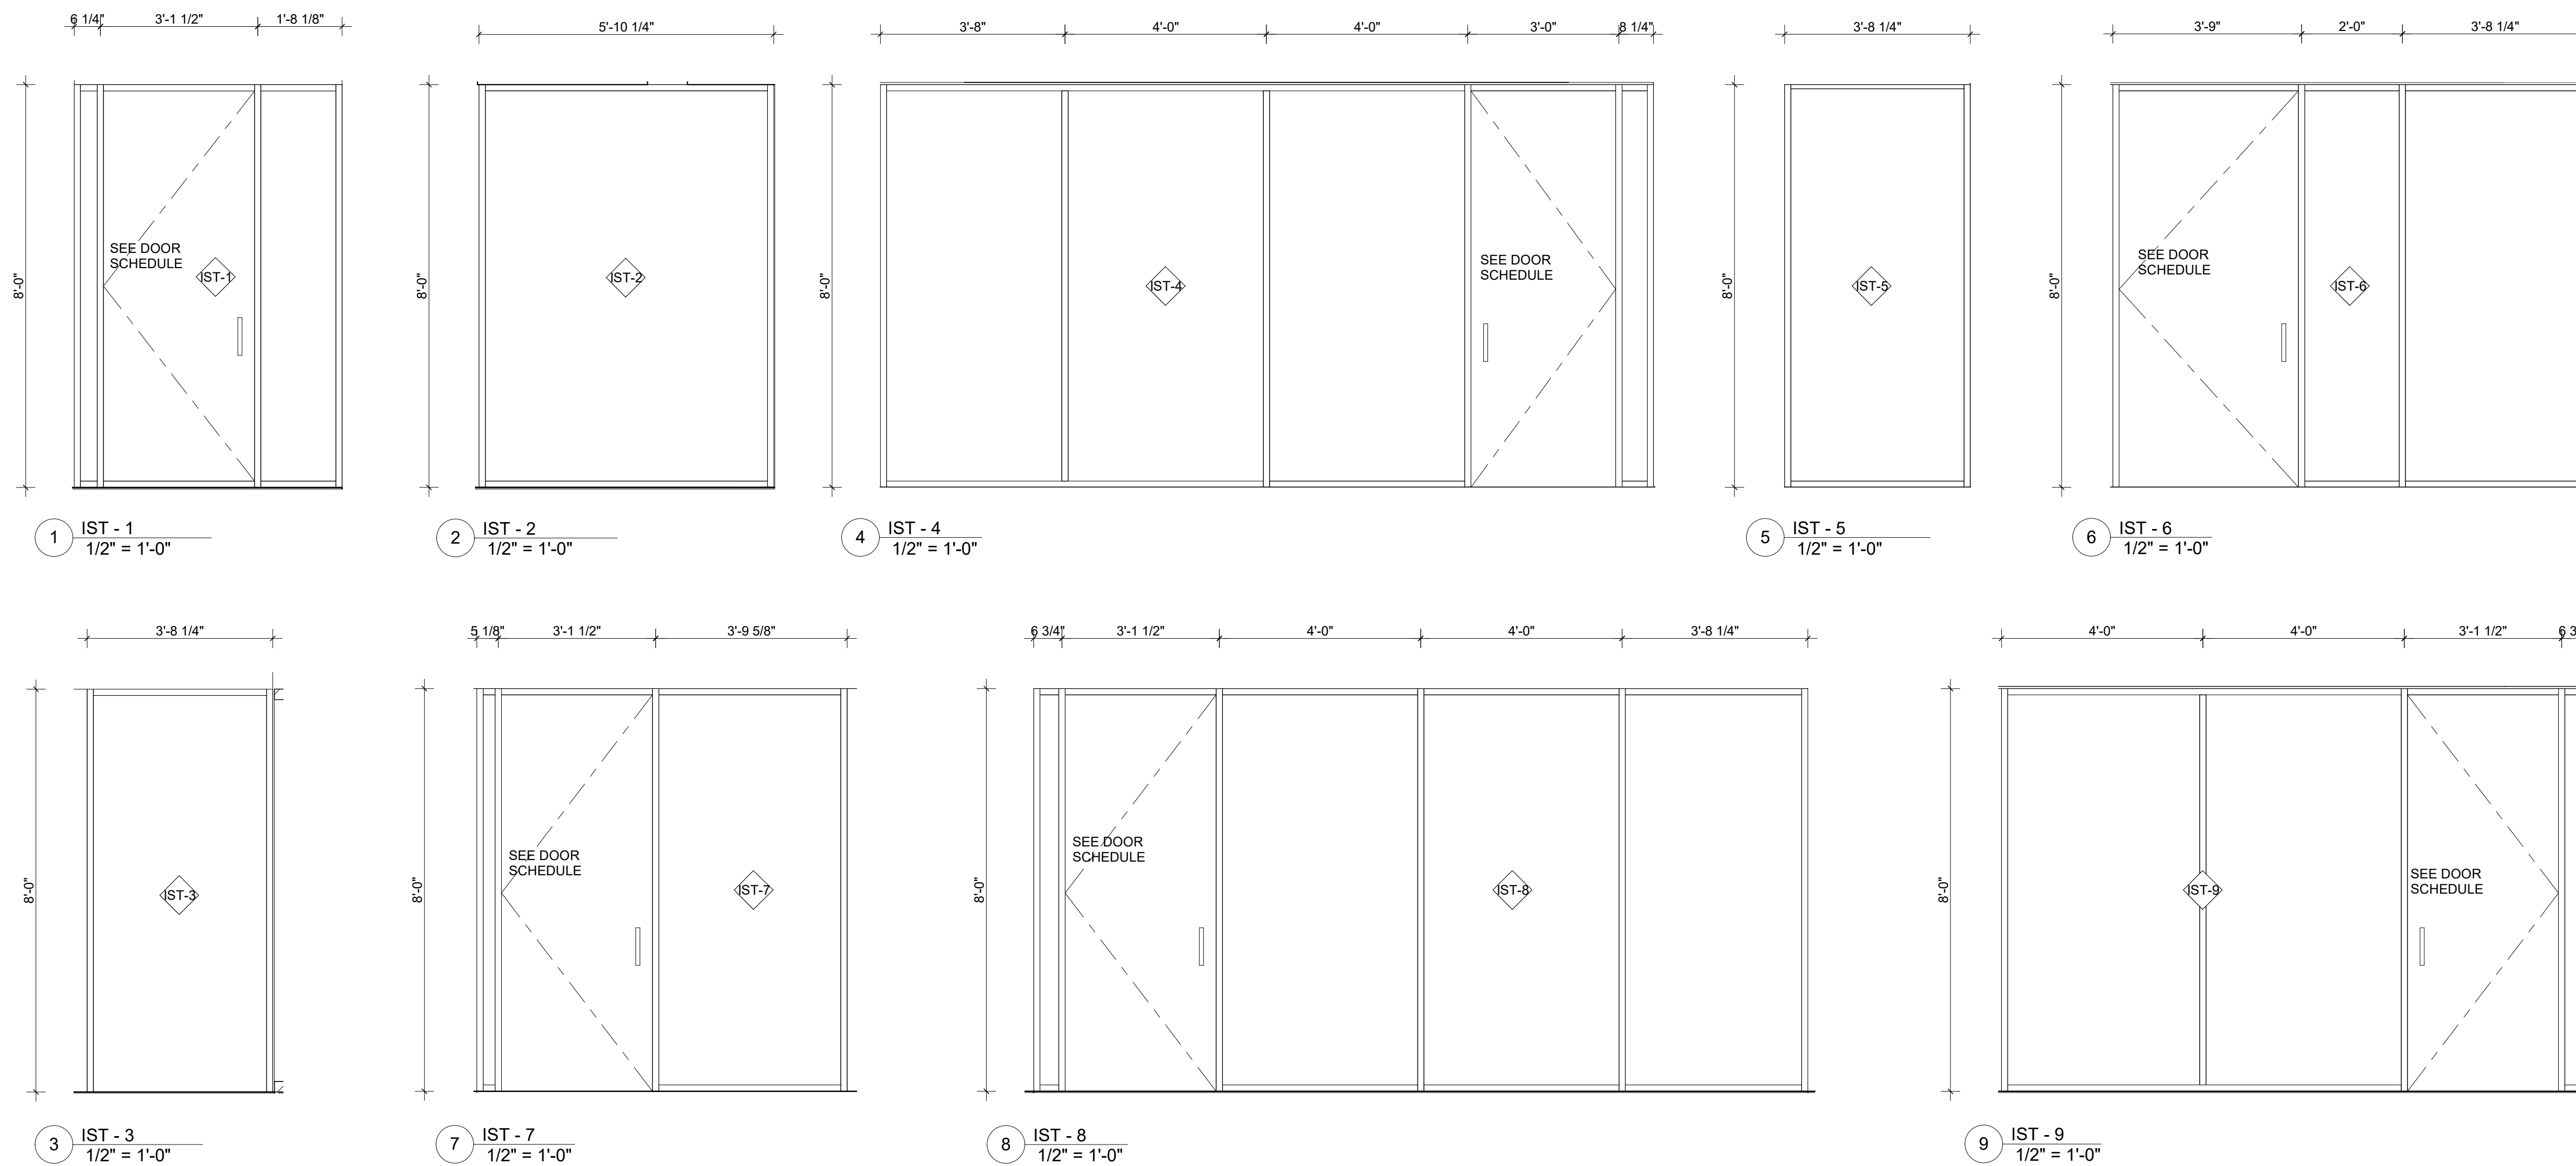 6 1/4" 3'-1 1/2" 1'-8 1/8"
8'-0"
SEE DOOR
SCHEDULE
IST-1
1 IST - 1
1/2" = 1'-0"
5'-10 1/4"
8'-0"
IST-2
2 IST - 2
1/2" = 1'-0"
3'-8" 4'-0" 4'-0" 3'-0" 8 1/4"
8'-0"
IST-4
SEE DOOR
SCHEDULE
4 IST - 4
1/2" = 1'-0"
3'-8 1/4"
8'-0"
IST-5
5 IST - 5
1/2" = 1'-0"
3'-9" 2'-0" 3'-8 1/4"
8'-0"
SEE DOOR
SCHEDULE
IST-6
6 IST - 6
1/2" = 1'-0"
3'-8 1/4"
8'-0"
IST-3
3 IST - 3
1/2" = 1'-0"
5 1/8" 3'-1 1/2" 3'-9 5/8"
8'-0"
SEE DOOR
SCHEDULE
IST-7
7 IST - 7
1/2" = 1'-0"
6 3/4" 3'-1 1/2" 4'-0" 4'-0" 3'-8 1/4"
8'-0"
SEE DOOR
SCHEDULE
IST-8
8 IST - 8
1/2" = 1'-0"
4'-0" 4'-0" 3'-1 1/2"
8'-0"
IST-9
SEE DOOR
SCHEDULE
9 IST - 9
1/2" = 1'-0"